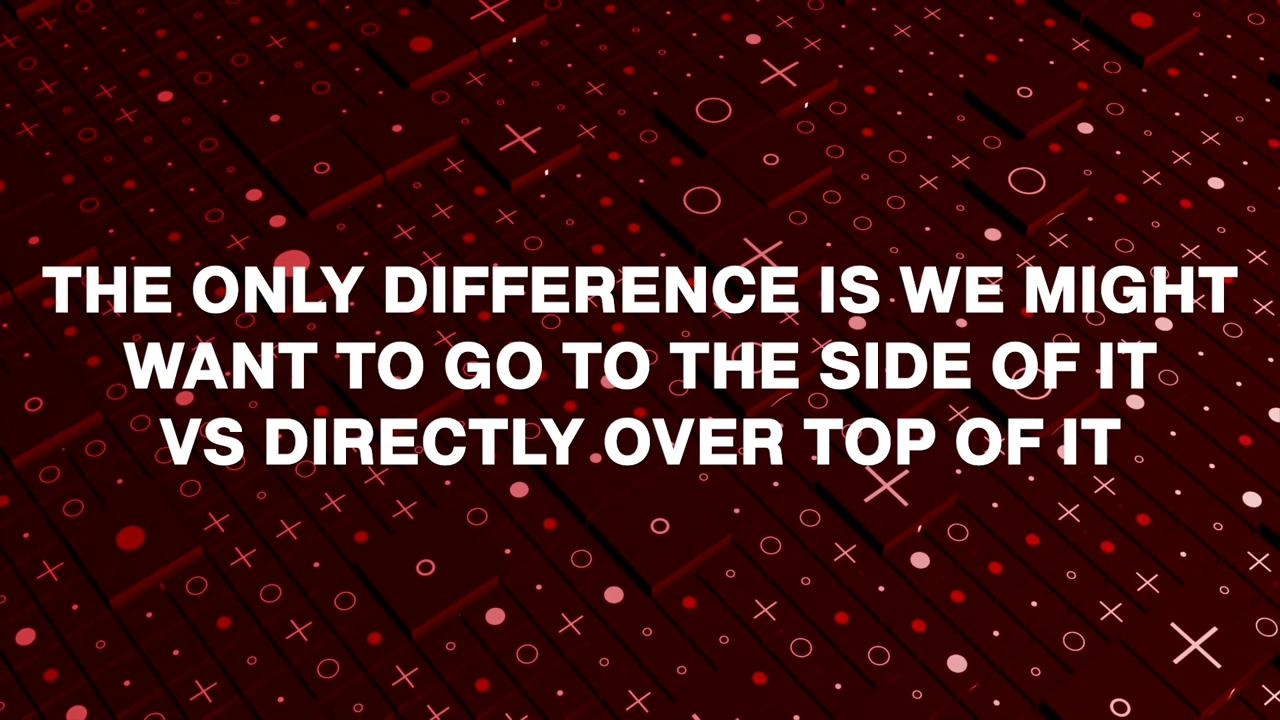 THE ONLY DIFFERENCE IS WE MIGHT
WANT TO GO TO THE SIDE OF IT
VS DIRECTLY OVER TOP OF IT